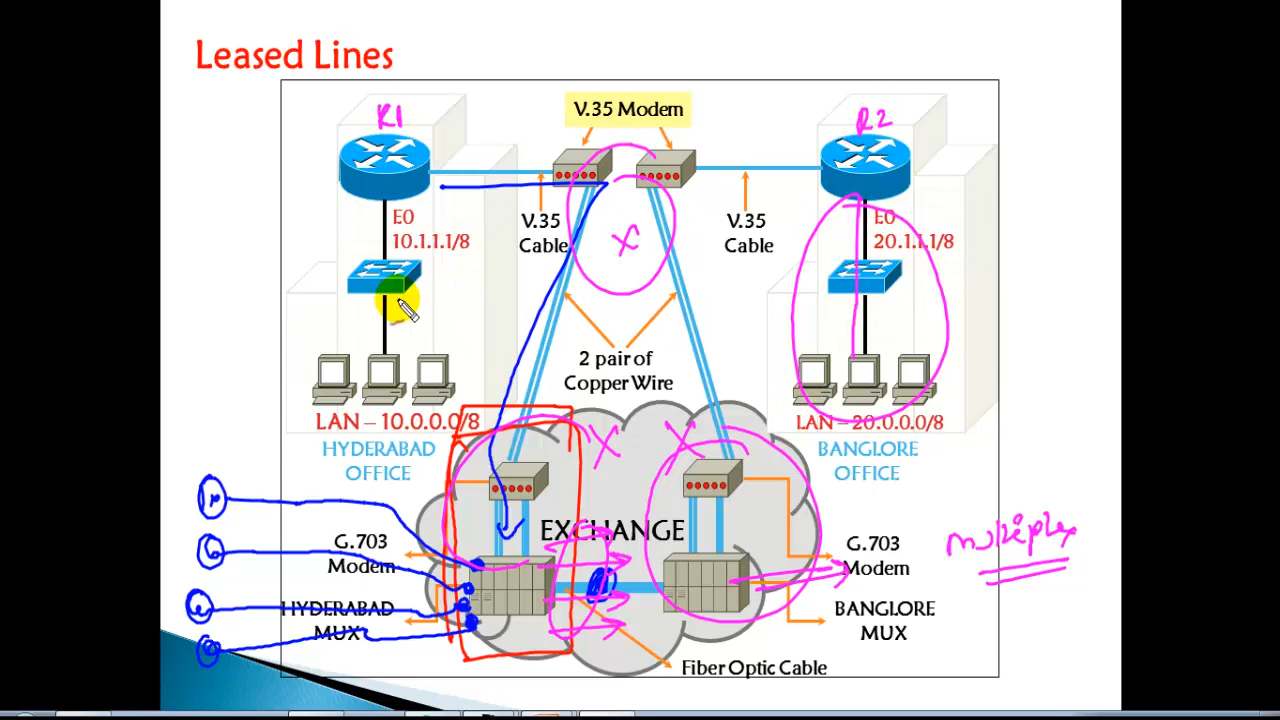 Leased Lines
V.35 Modem
R1
R2
E0
10.1.1.1/8
V.35
Cable
V.35
Cable
E0
20.1.1.1/8
X
2 pair of
Copper Wire
LAN – 10.0.0.0/8
HYDERABAD
OFFICE
LAN – 20.0.0.0/8
BANGLORE
OFFICE
X
X
EXCHANGE
G.703
Modem
G.703
Modem
multiplex
HYDERABAD
MUX
BANGLORE
MUX
Fiber Optic Cable